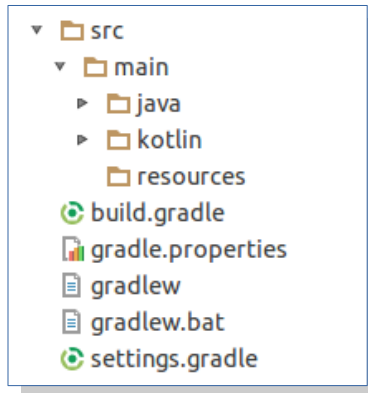 src
main
java
kotlin
resources
build.gradle
gradle.properties
gradlew
gradlew.bat
settings.gradle